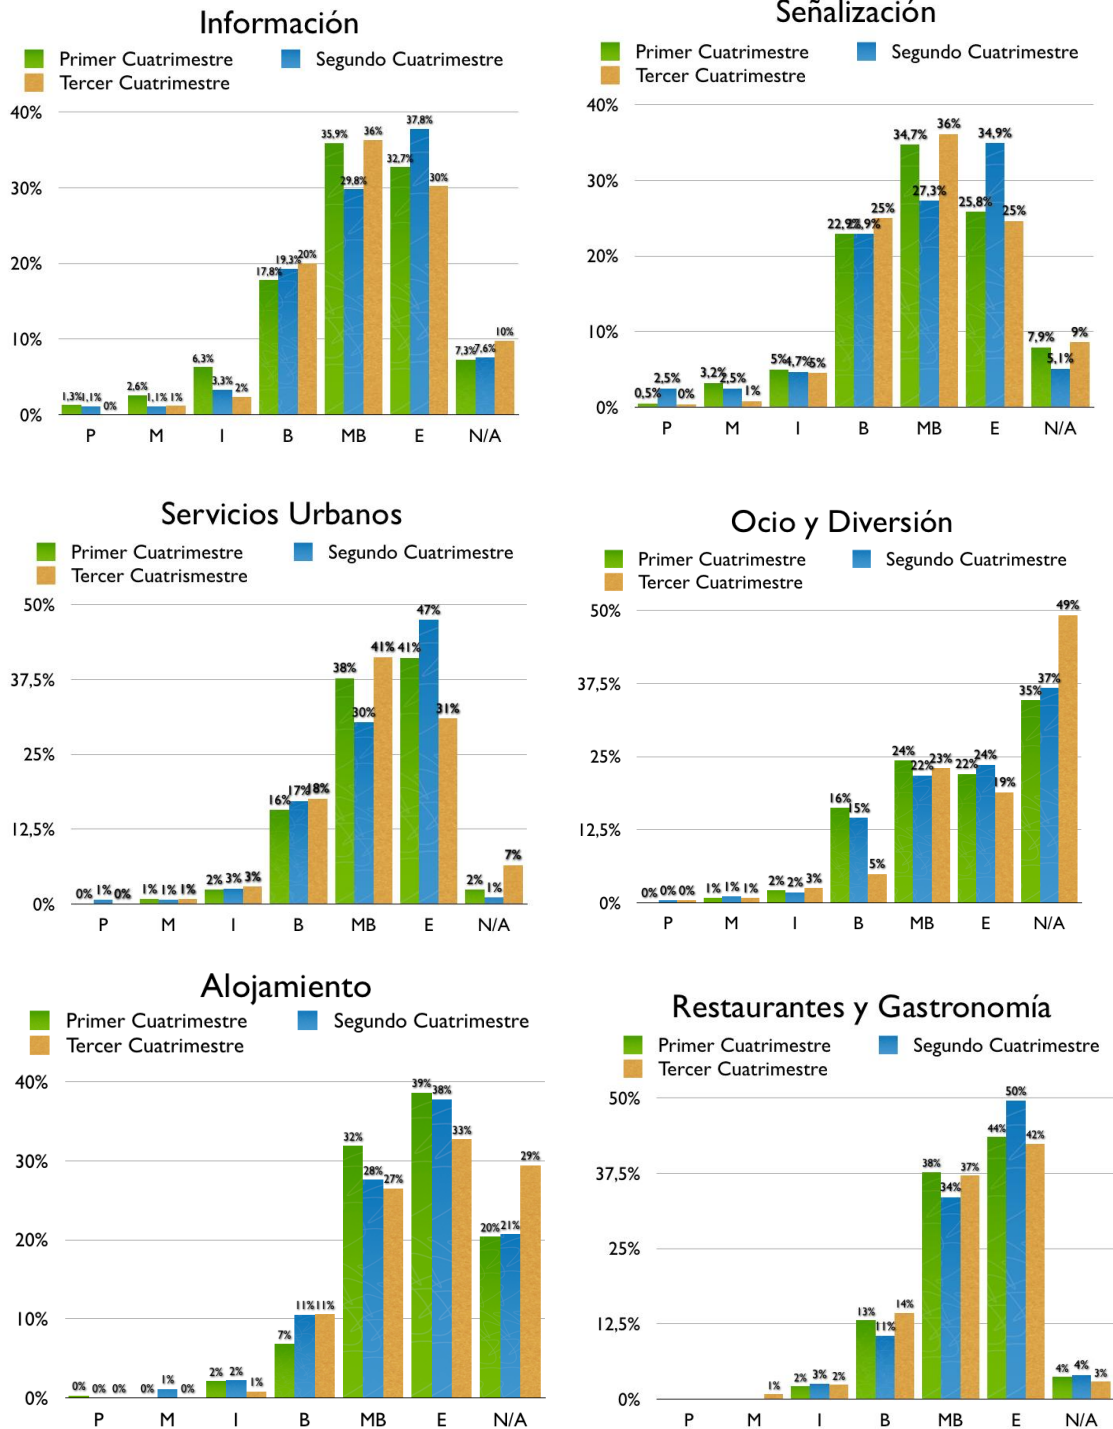 Información
Primer Cuatrimestre Segundo Cuatrimestre
Tercer Cuatrimestre
40%
30%
20%
10%
0%
1,3% 1,1% 0%
2,6% 1,1% 1%
6,3% 3,3% 2%
17,8% 19,3% 20%
35,9% 29,8% 36%
32,7% 37,8% 30%
7,3% 7,6% 10%
P M I B MB E N/A
Señalización
Primer Cuatrimestre Segundo Cuatrimestre
Tercer Cuatrimestre
40%
30%
20%
10%
0%
0,5% 2,5% 0%
3,2% 2,5% 1%
5% 4,7% 5%
22,9% 22,9% 25%
34,7% 27,3% 36%
25,8% 34,9% 25%
7,9% 5,1% 9%
P M I B MB E N/A
Servicios Urbanos
Primer Cuatrimestre Segundo Cuatrimestre
Tercer Cuatrismestre
50%
37,5%
25%
12,5%
0%
0% 1% 0%
1% 1% 1%
2% 3% 3%
16% 17% 18%
38% 30% 41%
41% 47% 31%
2% 1% 7%
P M I B MB E N/A
Ocio y Diversión
Primer Cuatrimestre Segundo Cuatrimestre
Tercer Cuatrimestre
50%
37,5%
25%
12,5%
0%
0% 0% 0%
1% 1% 1%
2% 2% 3%
16% 15% 5%
24% 22% 23%
22% 24% 19%
35% 37% 49%
P M I B MB E N/A
Alojamiento
Primer Cuatrimestre Segundo Cuatrimestre
Tercer Cuatrimestre
40%
30%
20%
10%
0%
0% 0% 0%
0% 1% 0%
2% 2% 1%
7% 11% 11%
32% 28% 27%
39% 38% 33%
20% 21% 29%
P M I B MB E N/A
Restaurantes y Gastronomía
Primer Cuatrimestre Segundo Cuatrimestre
Tercer Cuatrimestre
50%
37,5%
25%
12,5%
0%
1%
2% 3% 2%
13% 11% 14%
38% 34% 37%
44% 50% 42%
4% 4% 3%
P M I B MB E N/A